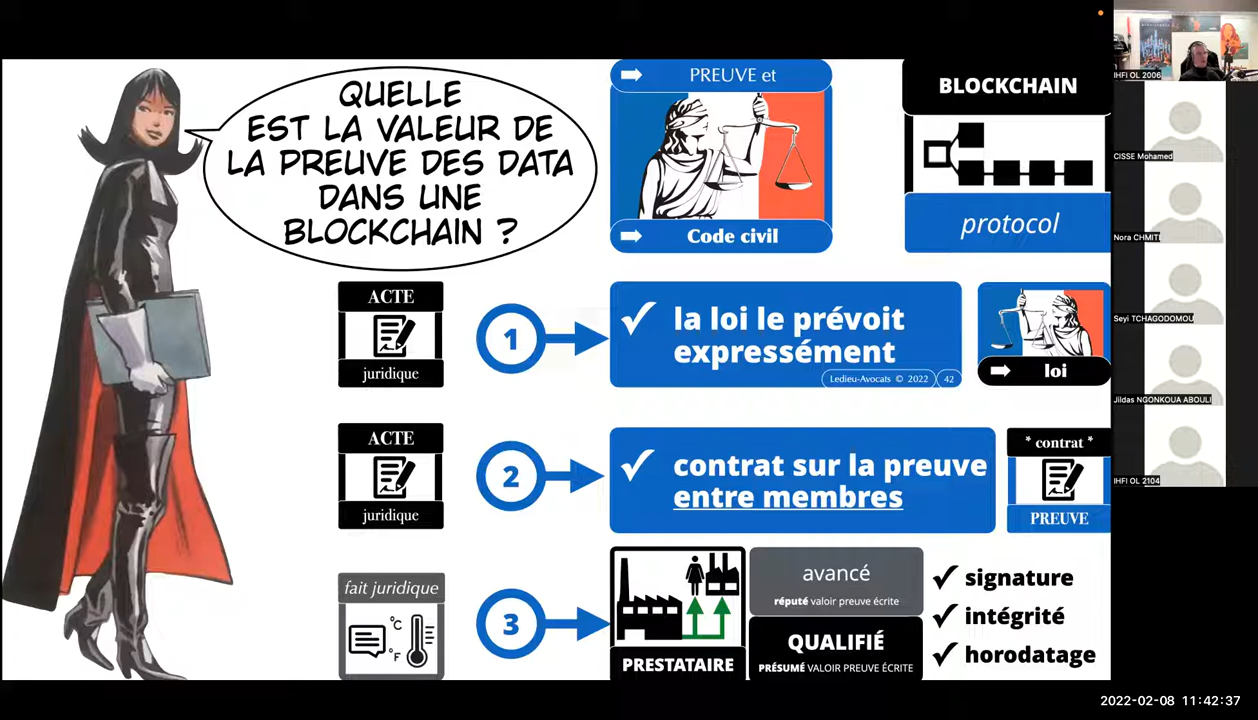 QUELLE
EST LA VALEUR DE
LA PREUVE DES DATA
DANS UNE
BLOCKCHAIN ?
PREUVE et
Code civil
BLOCKCHAIN
protocol
ACTE
juridique
1
la loi le prévoit
expressément
Ledieu-Avocats © 2022
42
loi
ACTE
juridique
2
contrat sur la preuve
entre membres
* contrat *
PREUVE
fait juridique
°C
°F
3
PRESTATAIRE
avancé
réputé valoir preuve écrite
QUALIFIÉ
PRÉSUMÉ VALOIR PREUVE ÉCRITE
signature
intégrité
horodatage
IHFI OL 2006
CISSE Mohamed
Nora CHMITI
Seyi TCHAGODOMOU
Jildas NGONKOUA ABOULI
IHFI OL 2104
2022-02-08 11:42:37